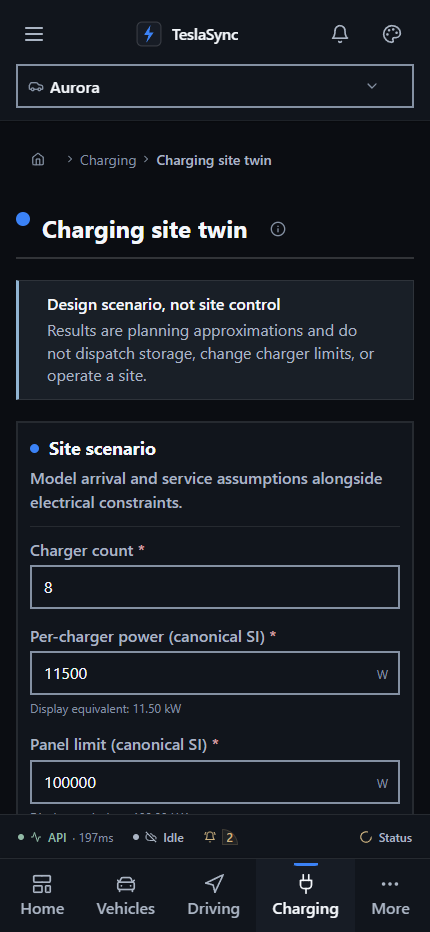 TeslaSync
Aurora
Charging
Charging site twin
Charging site twin
Design scenario, not site control
Results are planning approximations and do
not dispatch storage, change charger limits, or
operate a site.
Site scenario
Model arrival and service assumptions alongside
electrical constraints.
Charger count *
8
Per-charger power (canonical SI) *
11500 W
Display equivalent: 11.50 kW
Panel limit (canonical SI) *
100000 W
API · 197ms Idle 2 Status
Home Vehicles Driving Charging More